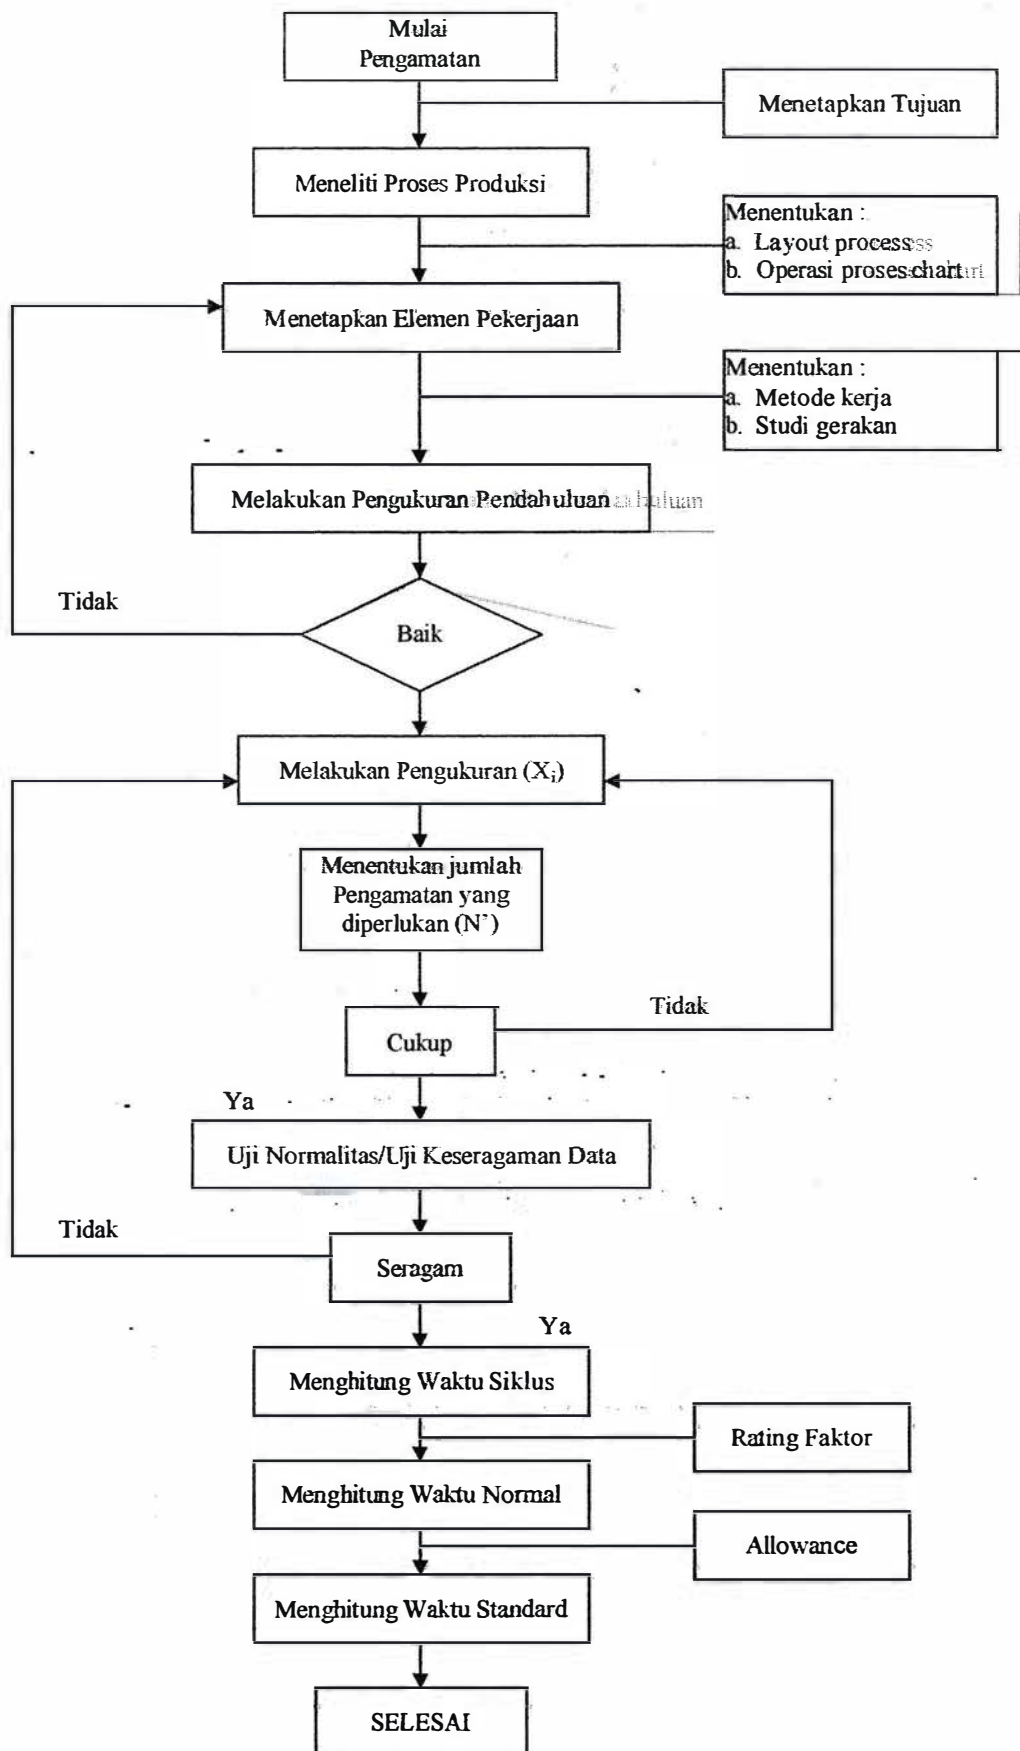 Mulai
Pengamatan
Menetapkan Tujuan
Meneliti Proses Produksi
Menentukan :
a. Layout process
b. Operasi proses chart
Menetapkan Elemen Pekerjaan
Menentukan :
a. Metode kerja
b. Studi gerakan
Melakukan Pengukuran Pendahuluan
Tidak
Baik
Melakukan Pengukuran (Xi)
Menentukan jumlah
Pengamatan yang
diperlukan (N')
Tidak
Cukup
Ya
Uji Normalitas/Uji Keseragaman Data
Tidak
Seragam
Ya
Menghitung Waktu Siklus
Rating Faktor
Menghitung Waktu Normal
Allowance
Menghitung Waktu Standard
SELESAI